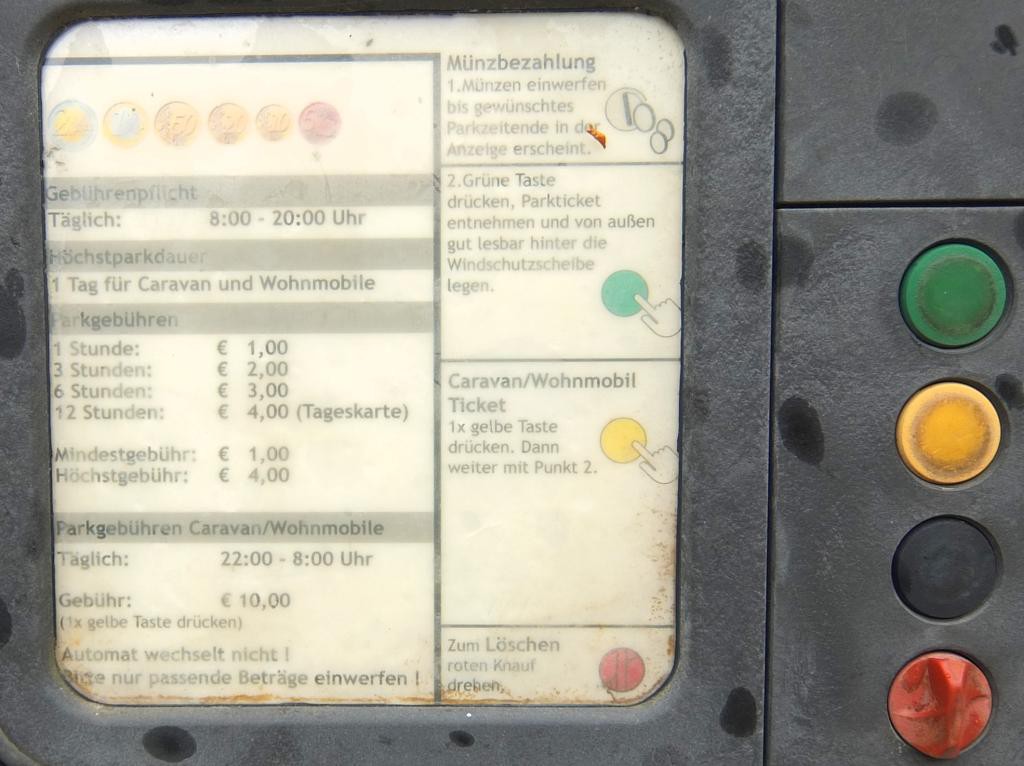 Gebührenpflicht
Täglich: 8:00 - 20:00 Uhr
Höchstparkdauer
1 Tag für Caravan und Wohnmobile
Parkgebühren
1 Stunde: € 1,00
3 Stunden: € 2,00
6 Stunden: € 3,00
12 Stunden: € 4,00 (Tageskarte)
Mindestgebühr: € 1,00
Höchstgebühr: € 4,00
Parkgebühren Caravan/Wohnmobile
Täglich: 22:00 - 8:00 Uhr
Gebühr: € 10,00
(1x gelbe Taste drücken)
Automat wechselt nicht !
Bitte nur passende Beträge einwerfen !
Münzbezahlung
1.Münzen einwerfen
bis gewünschtes
Parkzeitende in der
Anzeige erscheint.
2.Grüne Taste
drücken, Parkticket
entnehmen und von außen
gut lesbar hinter die
Windschutzscheibe
legen.
Caravan/Wohnmobil
Ticket
1x gelbe Taste
drücken. Dann
weiter mit Punkt 2.
Zum Löschen
roten Knauf
drehen.